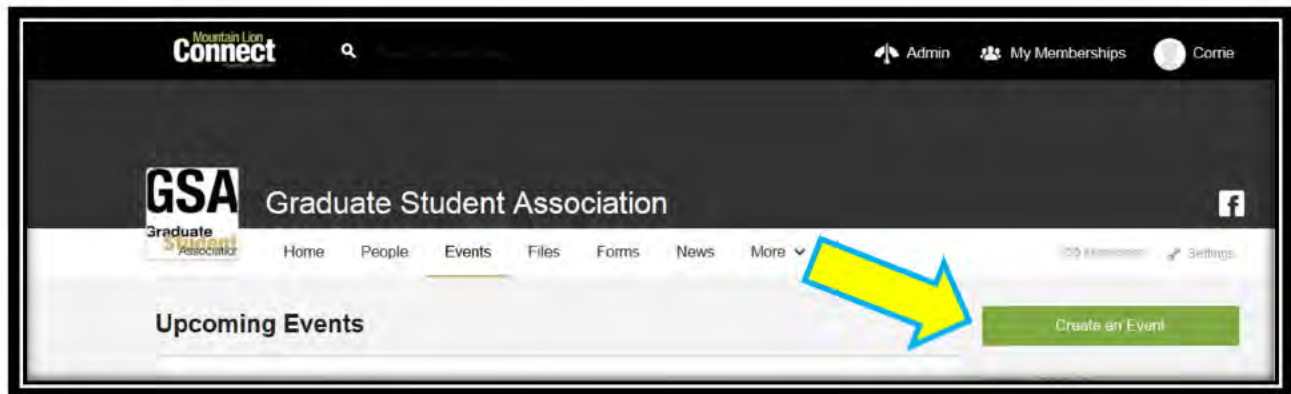 Mountain Lion
Connect
Admin
My Memberships
Corrie
GSA
Graduate
Student
Association
Graduate Student Association
Home
People
Events
Files
Forms
News
More
Settings
Upcoming Events
Create an Event